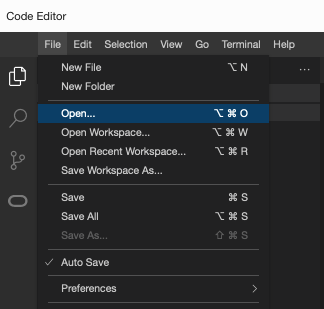 Code Editor
File Edit Selection View Go Terminal Help
New File ⌥ N
New Folder
Open... ⌥ ⌘ O
Open Workspace... ⌥ ⌘ W
Open Recent Workspace... ⌥ ⌘ R
Save Workspace As...
Save ⌘ S
Save All ⌥ ⌘ S
Save As... ⇧ ⌘ S
✓ Auto Save
Preferences >